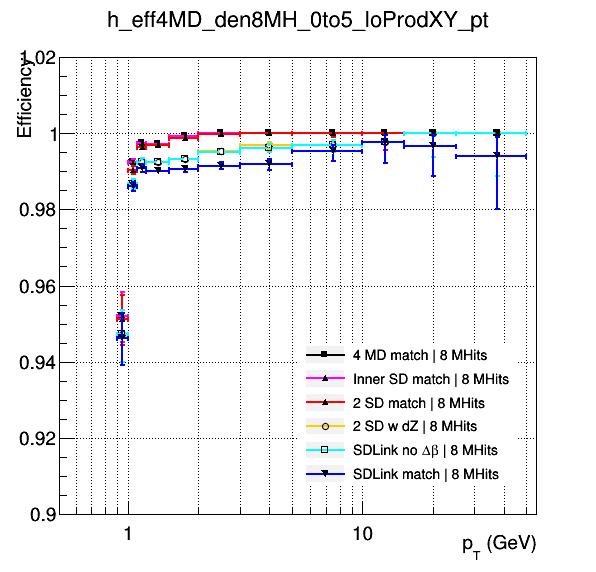 h_eff4MD_den8MH_0to5_loProdXY_pt
Efficiency
1.02
1
0.98
0.96
0.94
0.92
0.9
4 MD match | 8 MHits
Inner SD match | 8 MHits
2 SD match | 8 MHits
2 SD w dZ | 8 MHits
SDLink no Δβ | 8 MHits
SDLink match | 8 MHits
1
10
p_T (GeV)